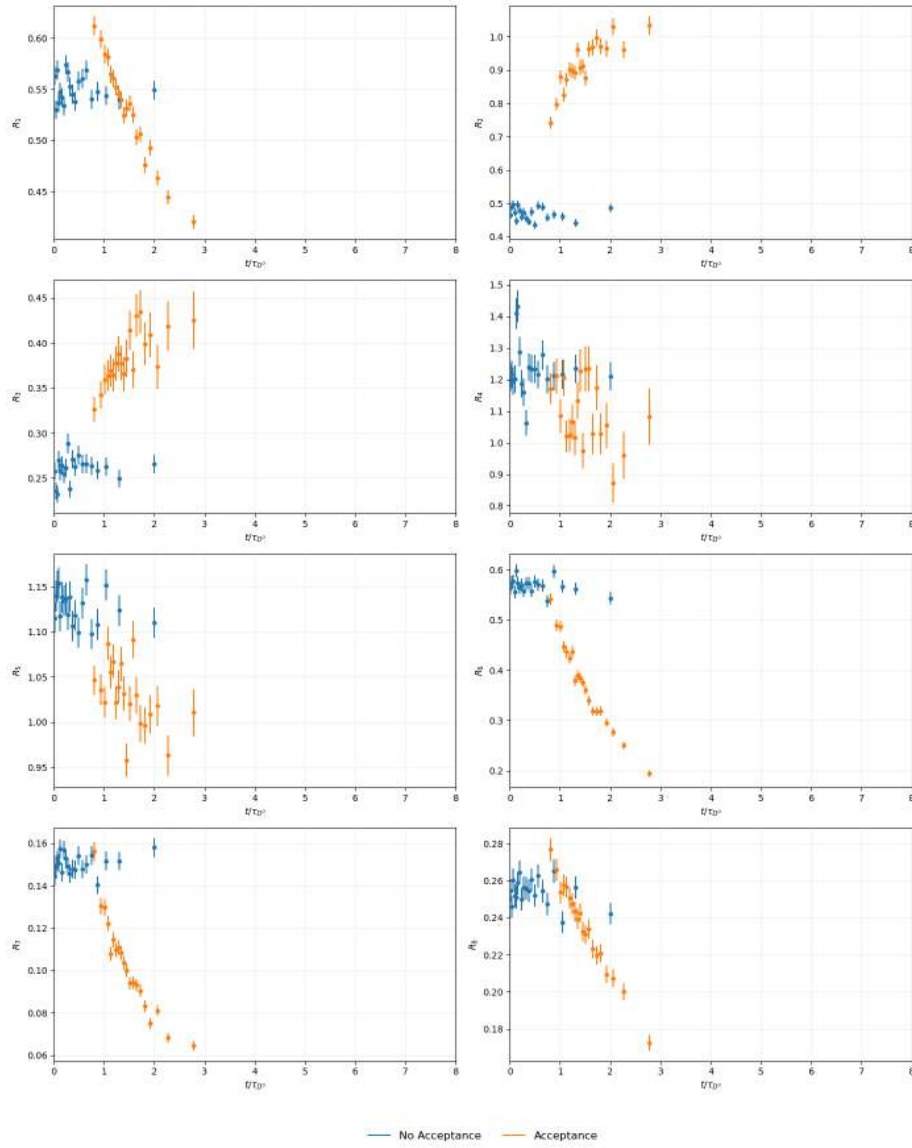 0.60
0.55
0.50
0.45
R₁
0 1 2 3 4 5 6 7 8
t/τ_D⁰
1.0
0.9
0.8
0.7
0.6
0.5
0.4
R₂
0 1 2 3 4 5 6 7 8
t/τ_D⁰
0.45
0.40
0.35
0.30
0.25
R₃
0 1 2 3 4 5 6 7 8
t/τ_D⁰
1.5
1.4
1.3
1.2
1.1
1.0
0.9
0.8
R₄
0 1 2 3 4 5 6 7 8
t/τ_D⁰
1.15
1.10
1.05
1.00
0.95
R₅
0 1 2 3 4 5 6 7 8
t/τ_D⁰
0.6
0.5
0.4
0.3
0.2
R₆
0 1 2 3 4 5 6 7 8
t/τ_D⁰
0.16
0.14
0.12
0.10
0.08
0.06
R₇
0 1 2 3 4 5 6 7 8
t/τ_D⁰
0.28
0.26
0.24
0.22
0.20
0.18
R₈
0 1 2 3 4 5 6 7 8
t/τ_D⁰
No Acceptance Acceptance